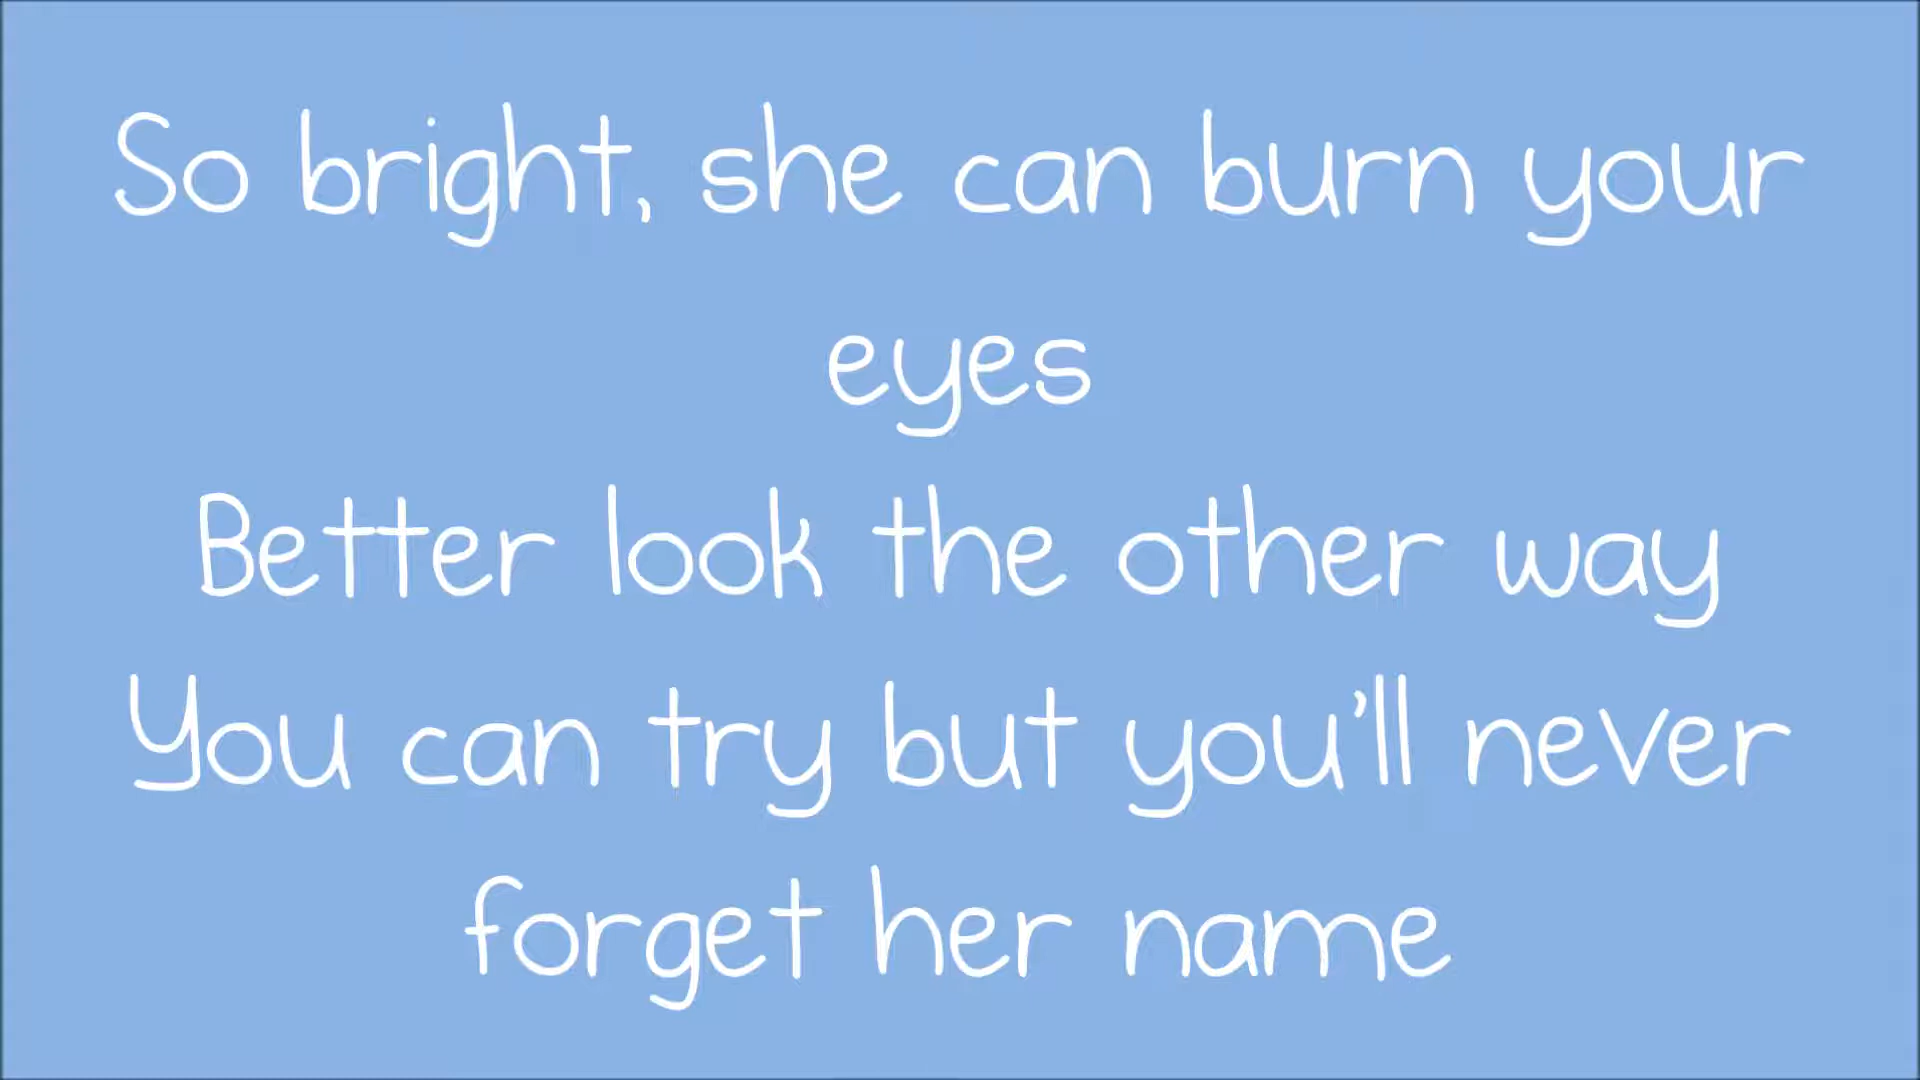 So bright, she can burn your
eyes
Better look the other way
You can try but you'll never
forget her name